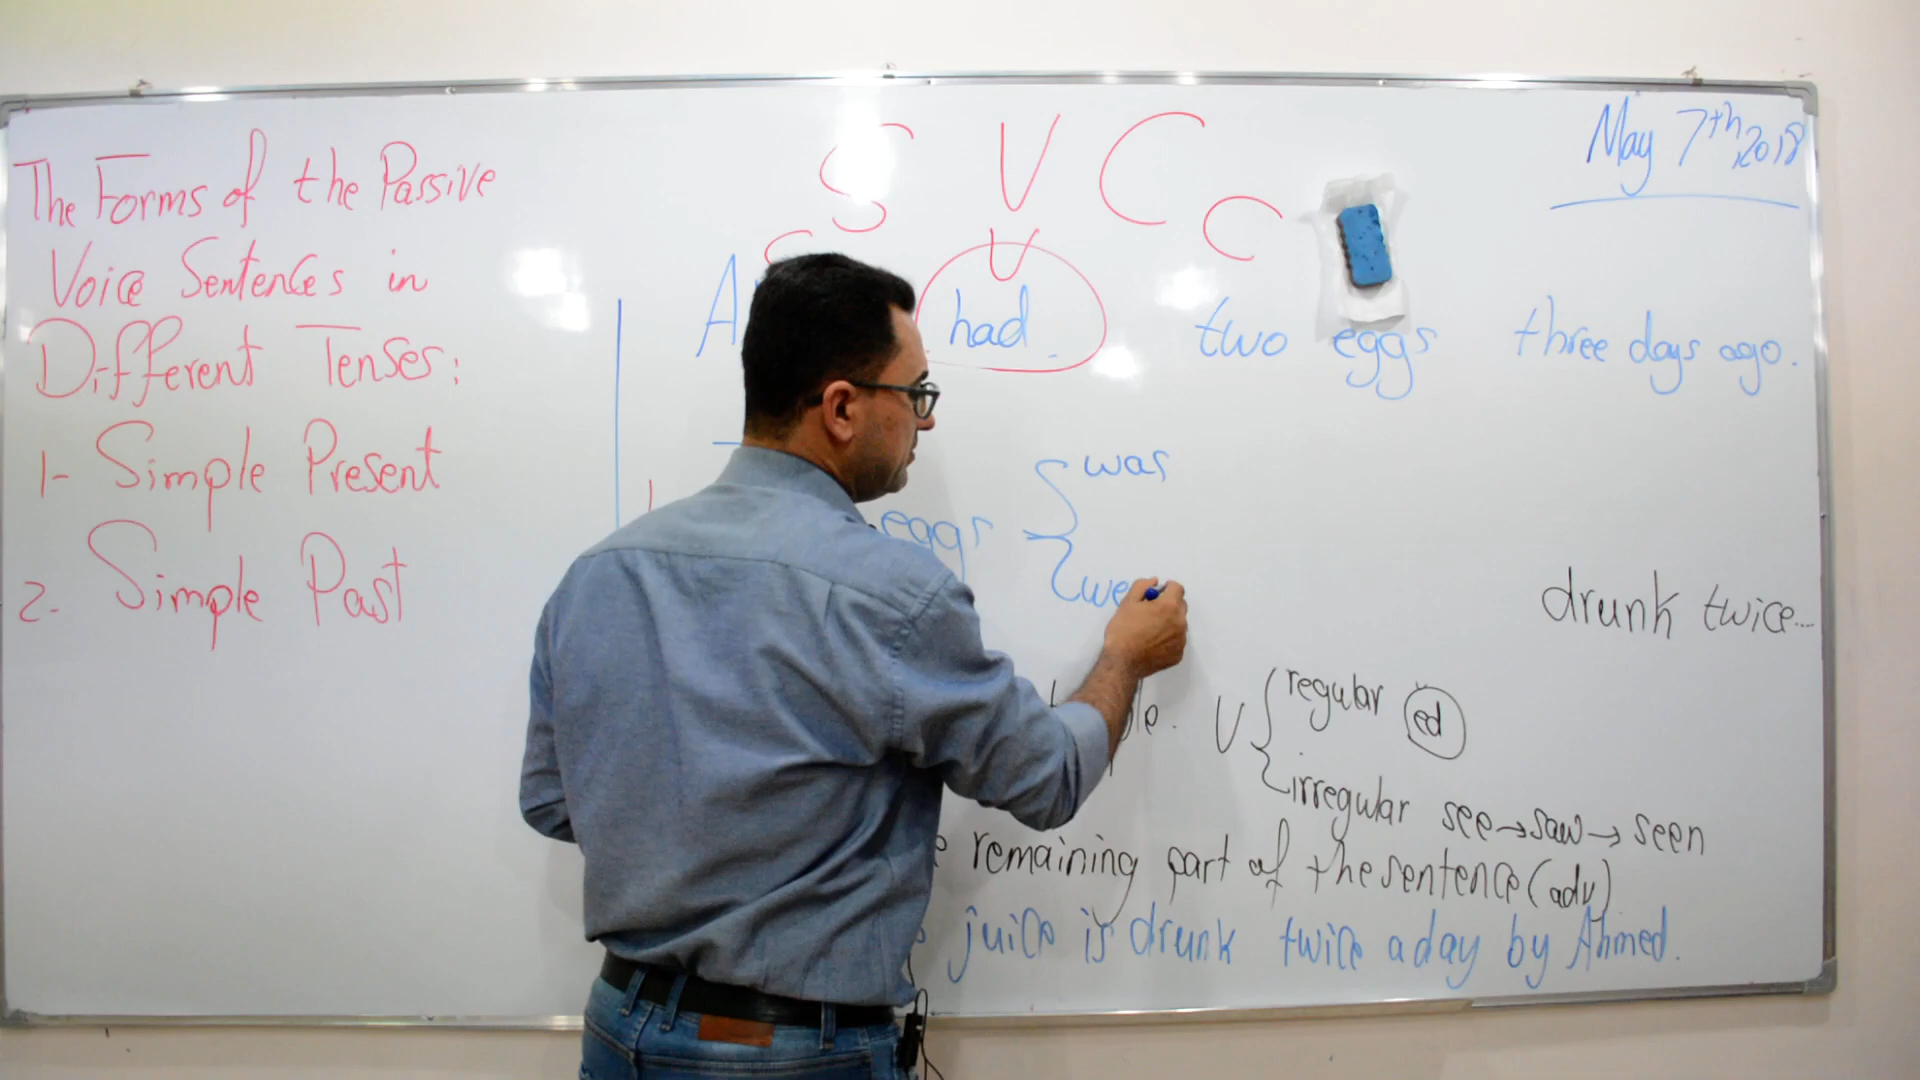 The Forms of the Passive
Voice Sentences in
Different Tenses:
1- Simple Present
2- Simple Past
May 7th, 2018
S V C
V C
had two eggs three days ago.
was
eggs
we
drunk twice...
V regular ed
irregular see→saw→seen
remaining part of the sentence (adv)
juice is drunk twice a day by Ahmed.